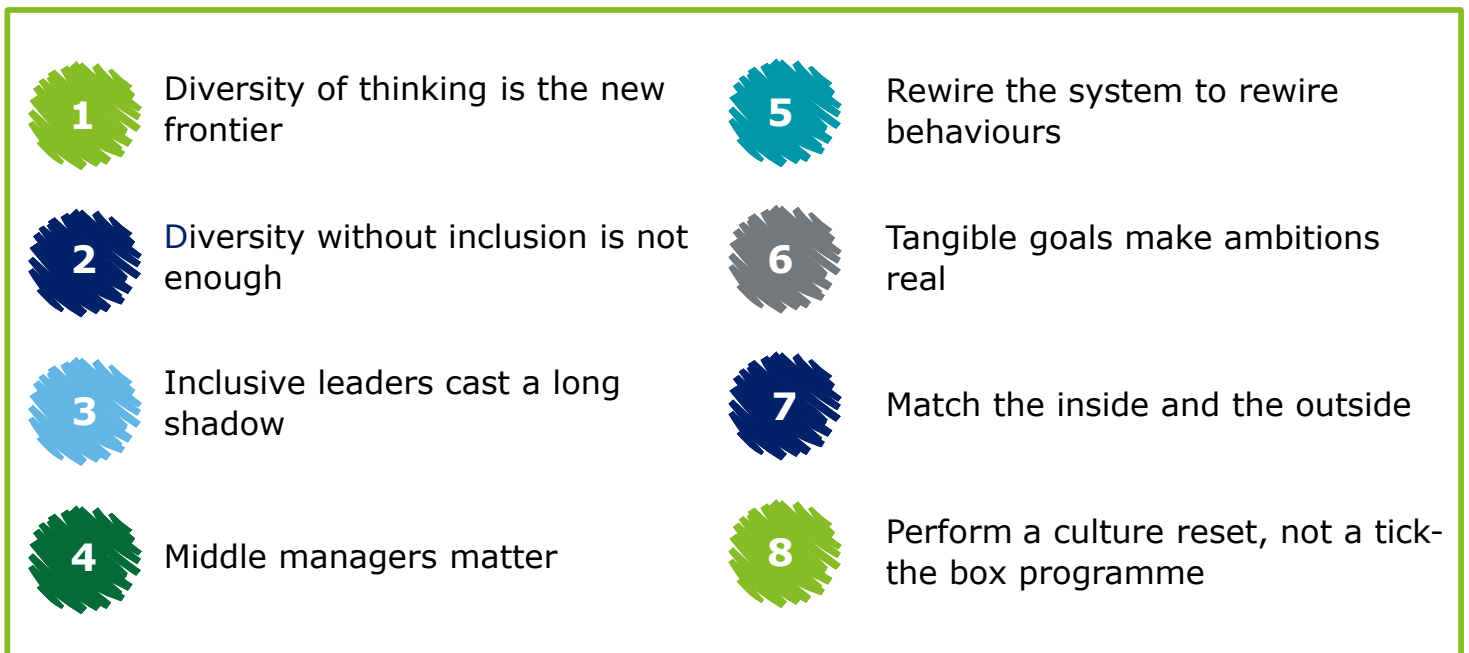 1
Diversity of thinking is the new
frontier
2
Diversity without inclusion is not
enough
3
Inclusive leaders cast a long
shadow
4
Middle managers matter
5
Rewire the system to rewire
behaviours
6
Tangible goals make ambitions
real
7
Match the inside and the outside
8
Perform a culture reset, not a tick-
the box programme